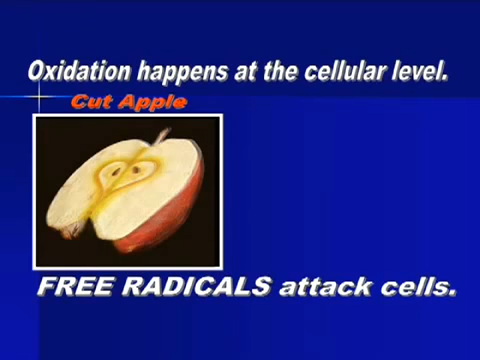 Oxidation happens at the cellular level.
Cut Apple
FREE RADICALS attack cells.